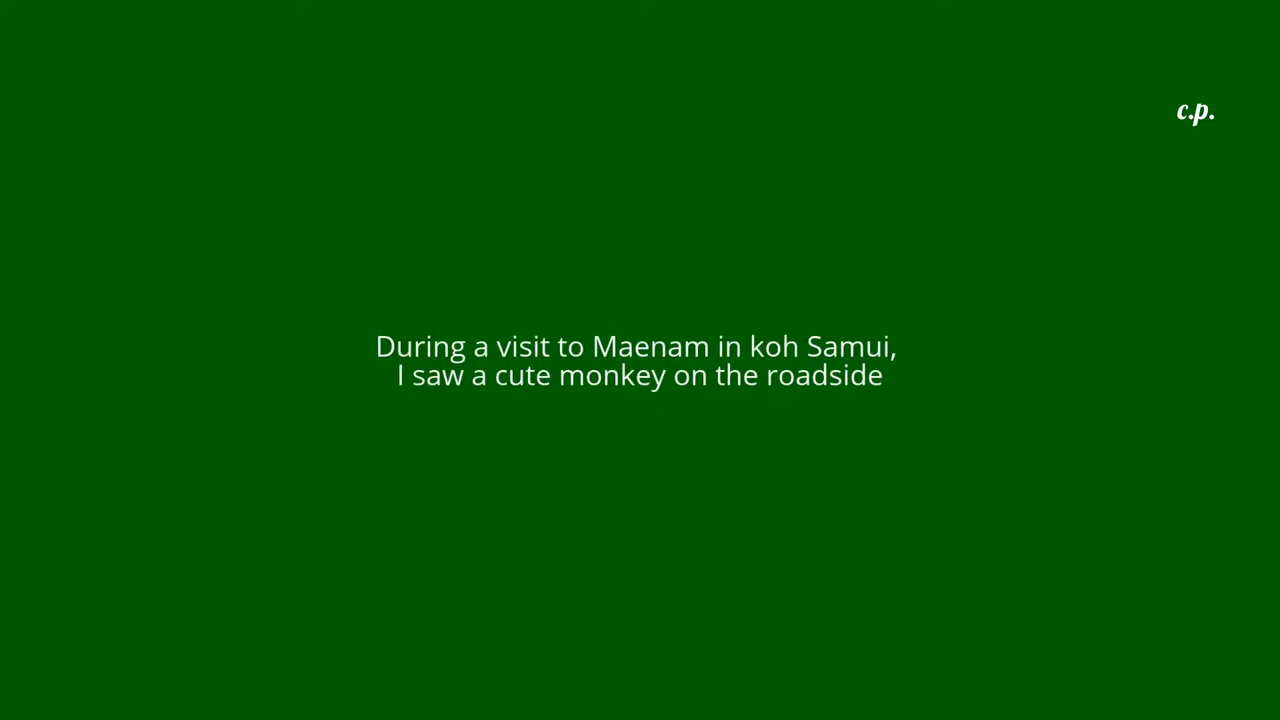 c.p.
During a visit to Maenam in koh Samui,
I saw a cute monkey on the roadside